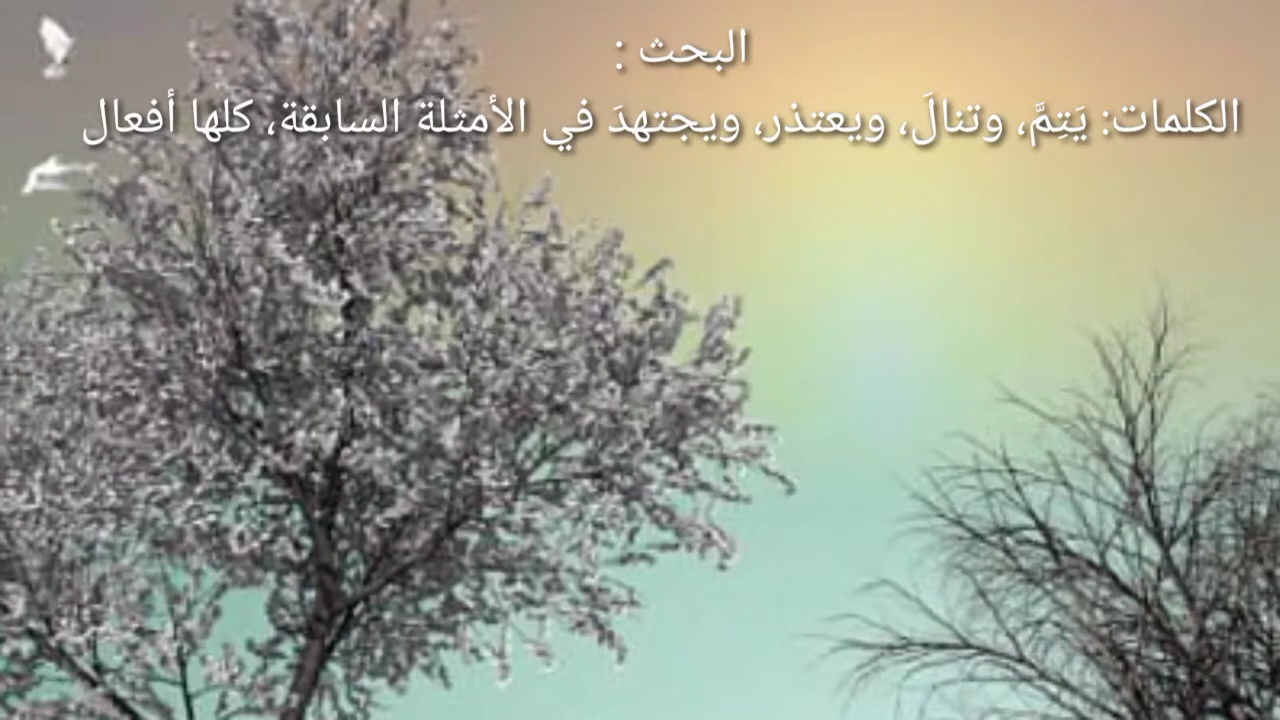 البحث :
الكلمات: يَتِمَّ، وتنالَ، ويعتذر، ويجتهدَ في الأمثلة السابقة، كلها أفعال